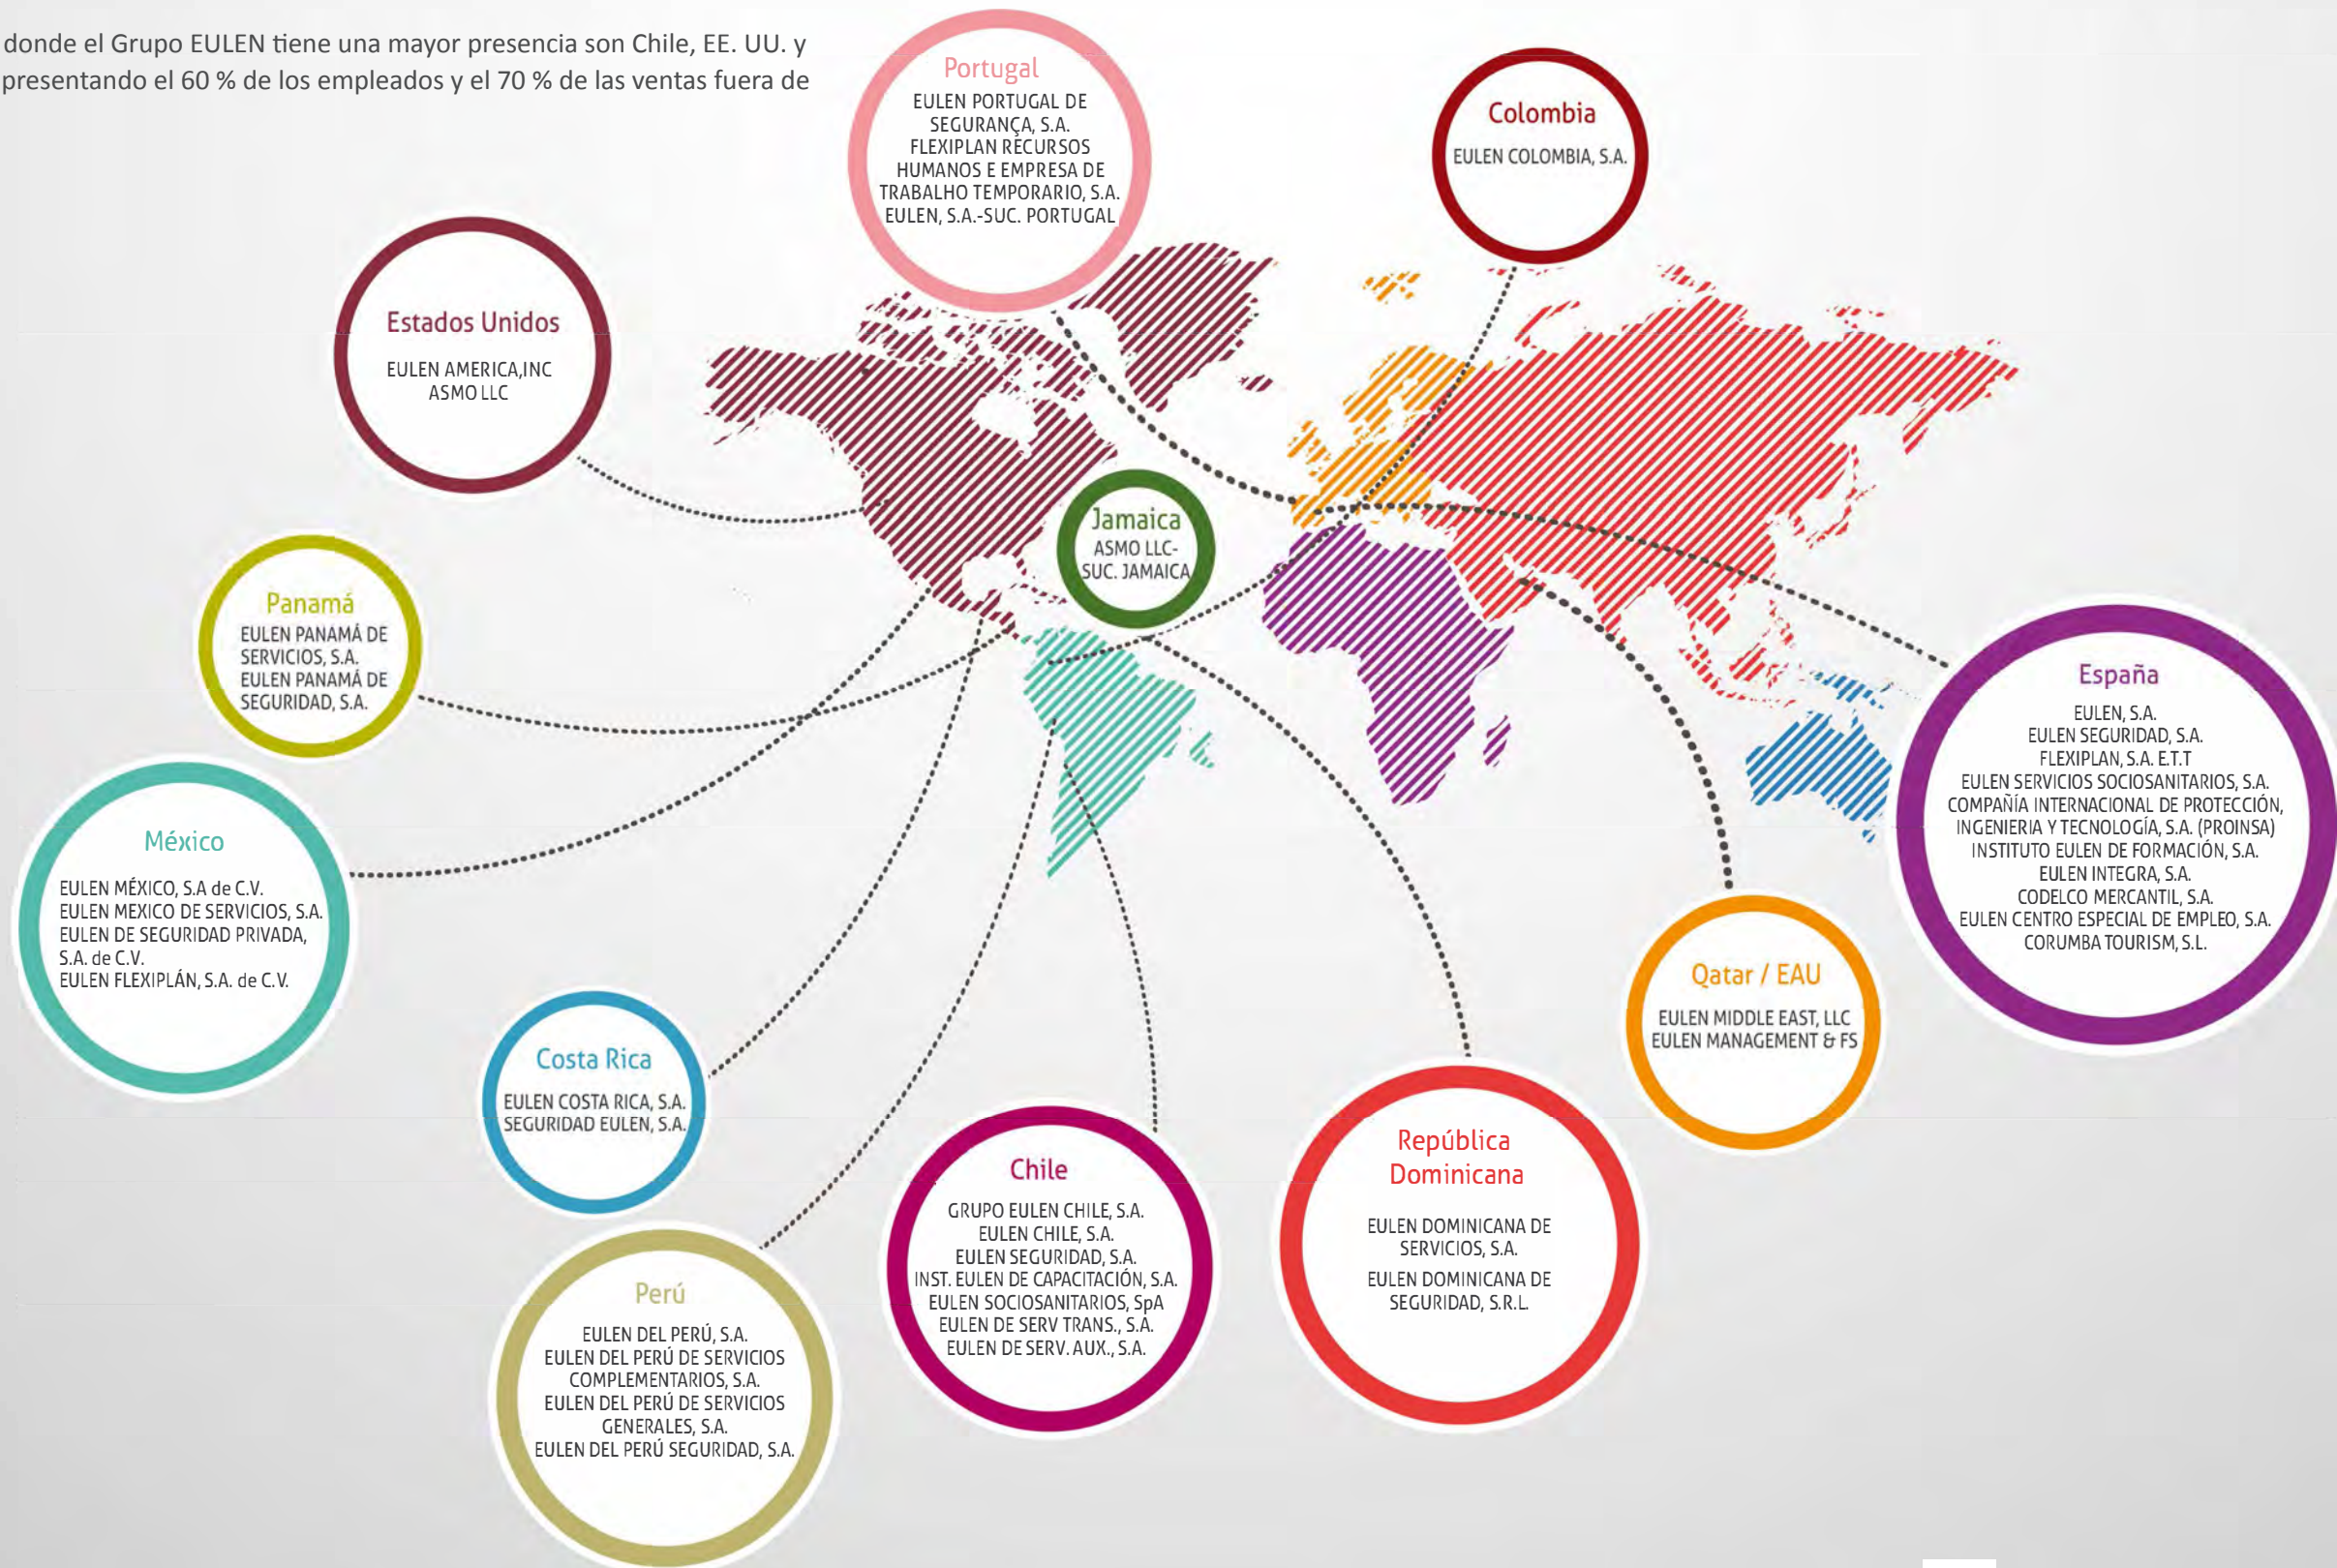 donde el Grupo EULEN tiene una mayor presencia son Chile, EE. UU. y
presentando el 60 % de los empleados y el 70 % de las ventas fuera de
Portugal
EULEN PORTUGAL DE
SEGURANÇA, S.A.
FLEXIPLAN RECURSOS
HUMANOS E EMPRESA DE
TRABALHO TEMPORARIO, S.A.
EULEN, S.A.-SUC. PORTUGAL
Colombia
EULEN COLOMBIA, S.A.
Estados Unidos
EULEN AMERICA,INC
ASMO LLC
Jamaica
ASMO LLC-
SUC. JAMAICA
Panamá
EULEN PANAMÁ DE
SERVICIOS, S.A.
EULEN PANAMÁ DE
SEGURIDAD, S.A.
España
EULEN, S.A.
EULEN SEGURIDAD, S.A.
FLEXIPLAN, S.A. E.T.T
EULEN SERVICIOS SOCIOSANITARIOS, S.A.
COMPAÑÍA INTERNACIONAL DE PROTECCIÓN,
INGENIERIA Y TECNOLOGÍA, S.A. (PROINSA)
INSTITUTO EULEN DE FORMACIÓN, S.A.
EULEN INTEGRA, S.A.
CODELCO MERCANTIL, S.A.
EULEN CENTRO ESPECIAL DE EMPLEO, S.A.
CORUMBA TOURISM, S.L.
México
EULEN MÉXICO, S.A de C.V.
EULEN MEXICO DE SERVICIOS, S.A.
EULEN DE SEGURIDAD PRIVADA,
S.A. de C.V.
EULEN FLEXIPLÁN, S.A. de C.V.
Qatar / EAU
EULEN MIDDLE EAST, LLC
EULEN MANAGEMENT & FS
Costa Rica
EULEN COSTA RICA, S.A.
SEGURIDAD EULEN, S.A.
Chile
GRUPO EULEN CHILE, S.A.
EULEN CHILE, S.A.
EULEN SEGURIDAD, S.A.
INST. EULEN DE CAPACITACIÓN, S.A.
EULEN SOCIOSANITARIOS, SpA
EULEN DE SERV TRANS., S.A.
EULEN DE SERV. AUX., S.A.
República
Dominicana
EULEN DOMINICANA DE
SERVICIOS, S.A.
EULEN DOMINICANA DE
SEGURIDAD, S.R.L.
Perú
EULEN DEL PERÚ, S.A.
EULEN DEL PERÚ DE SERVICIOS
COMPLEMENTARIOS, S.A.
EULEN DEL PERÚ DE SERVICIOS
GENERALES, S.A.
EULEN DEL PERÚ SEGURIDAD, S.A.